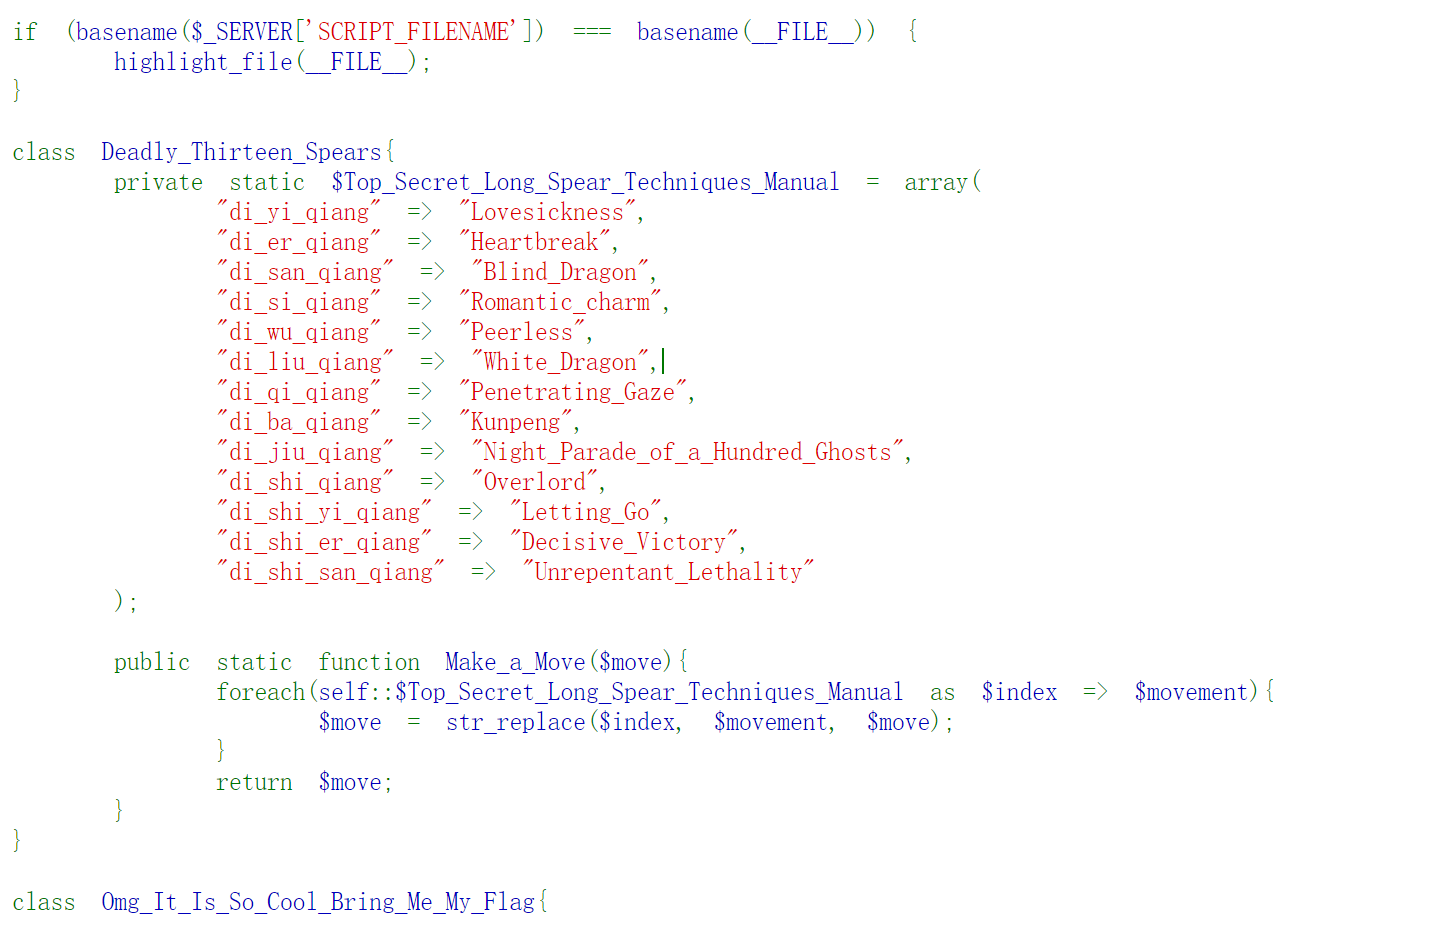 if (basename($_SERVER['SCRIPT_FILENAME']) === basename(__FILE__)) {
highlight_file(__FILE__);
}
class Deadly_Thirteen_Spears{
private static $Top_Secret_Long_Spear_Techniques_Manual = array(
"di_yi_qiang" => "Lovesickness",
"di_er_qiang" => "Heartbreak",
"di_san_qiang" => "Blind_Dragon",
"di_si_qiang" => "Romantic_charm",
"di_wu_qiang" => "Peerless",
"di_liu_qiang" => "White_Dragon",
"di_qi_qiang" => "Penetrating_Gaze",
"di_ba_qiang" => "Kunpeng",
"di_jiu_qiang" => "Night_Parade_of_a_Hundred_Ghosts",
"di_shi_qiang" => "Overlord",
"di_shi_yi_qiang" => "Letting_Go",
"di_shi_er_qiang" => "Decisive_Victory",
"di_shi_san_qiang" => "Unrepentant_Lethality"
);
public static function Make_a_Move($move){
foreach(self::$Top_Secret_Long_Spear_Techniques_Manual as $index => $movement){
$move = str_replace($index, $movement, $move);
}
return $move;
}
}
class Omg_It_Is_So_Cool_Bring_Me_My_Flag{